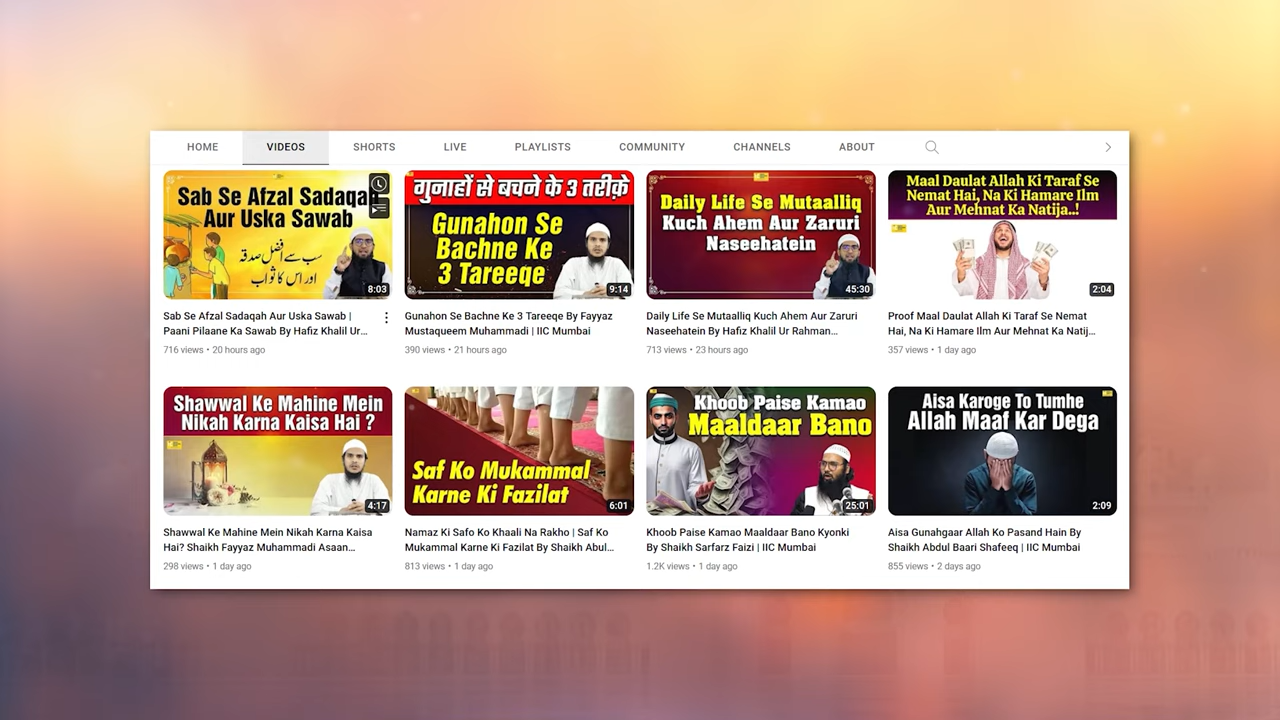 HOME VIDEOS SHORTS LIVE PLAYLISTS COMMUNITY CHANNELS ABOUT
Sab Se Afzal Sadaqah
Aur Uska Sawab
سب سے افضل صدقہ
اور اس کا ثواب
8:03
Sab Se Afzal Sadaqah Aur Uska Sawab |
Paani Pilaane Ka Sawab By Hafiz Khalil Ur...
716 views • 20 hours ago
गुनाहों से बचने के 3 तरीक़े
Gunahon Se
Bachne Ke
3 Tareeqe
9:14
Gunahon Se Bachne Ke 3 Tareeqe By Fayyaz
Mustaqueem Muhammadi | IIC Mumbai
390 views • 21 hours ago
Daily Life Se Mutaalliq
Kuch Ahem Aur Zaruri
Naseehatein
45:30
Daily Life Se Mutaalliq Kuch Ahem Aur Zaruri
Naseehatein By Hafiz Khalil Ur Rahman...
713 views • 23 hours ago
Maal Daulat Allah Ki Taraf Se
Nemat Hai, Na Ki Hamare Ilm
Aur Mehnat Ka Natija..!
2:04
Proof Maal Daulat Allah Ki Taraf Se Nemat
Hai, Na Ki Hamare Ilm Aur Mehnat Ka Natij...
357 views • 1 day ago
Shawwal Ke Mahine Mein
Nikah Karna Kaisa Hai ?
4:17
Shawwal Ke Mahine Mein Nikah Karna Kaisa
Hai? Shaikh Fayyaz Muhammadi Asaan...
298 views • 1 day ago
Saf Ko Mukammal
Karne Ki Fazilat
6:01
Namaz Ki Safo Ko Khaali Na Rakho | Saf Ko
Mukammal Karne Ki Fazilat By Shaikh Abul...
813 views • 1 day ago
Khoob Paise Kamao
Maaldaar Bano
25:01
Khoob Paise Kamao Maaldaar Bano Kyonki
By Shaikh Sarfarz Faizi | IIC Mumbai
1.2K views • 1 day ago
Aisa Karoge To Tumhe
Allah Maaf Kar Dega
2:09
Aisa Gunahgaar Allah Ko Pasand Hain By
Shaikh Abdul Baari Shafeeq | IIC Mumbai
855 views • 2 days ago